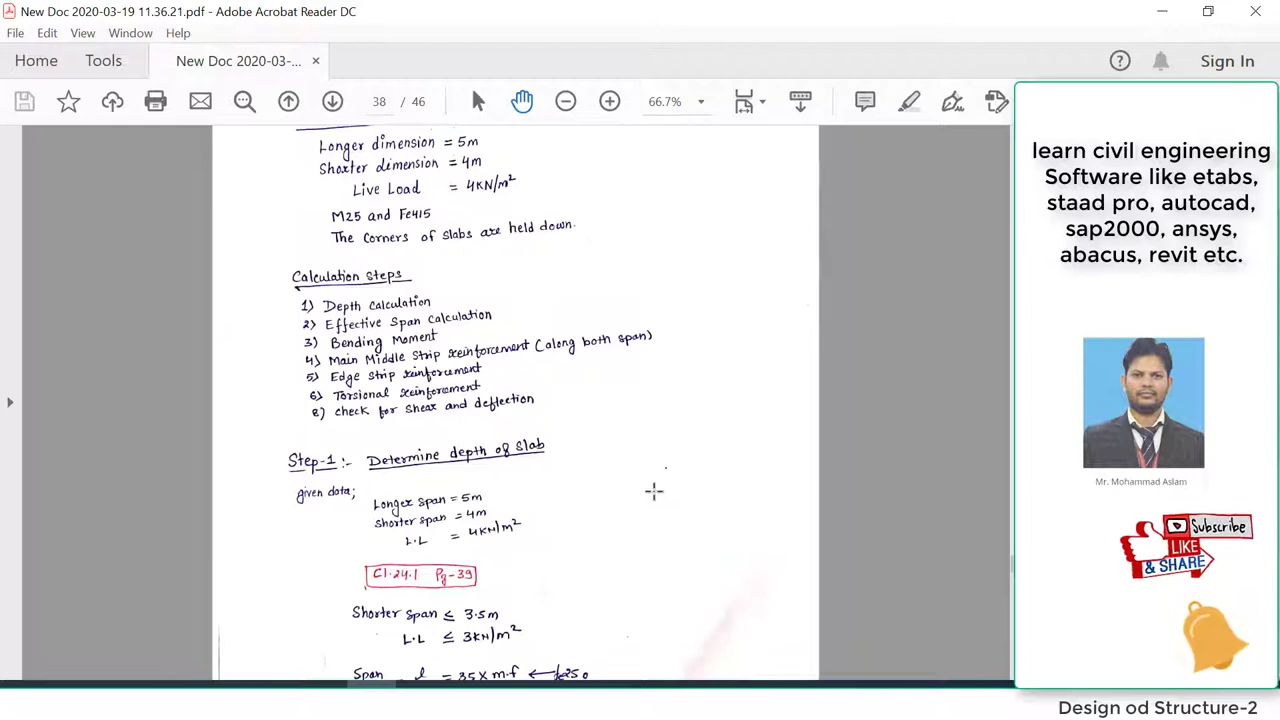 New Doc 2020-03-19 11.36.21.pdf - Adobe Acrobat Reader DC
File Edit View Window Help
Home Tools New Doc 2020-03-... × Sign In
38 / 46 66.7%
Longer dimension = 5m
Shorter dimension = 4m
Live Load = 4KN/m²
M25 and Fe415
The Corners of Slabs are held down.
Calculation Steps
1) Depth Calculation
2) Effective Span Calculation
3) Bending Moment
4) Main Middle Strip reinforcement (along both span)
5) Edge Strip reinforcement
6) Torsional reinforcement
8) Check for Shear and deflection
Step-1 :- Determine depth of Slab
given data;
Longer span = 5m
Shorter span = 4m
L.L = 4KN/m²
Cl.24.1 Pg-39
Shorter span ≤ 3.5m
L.L ≤ 3KN/m²
Span l = 35 x m.f
learn civil engineering
Software like etabs,
staad pro, autocad,
sap2000, ansys,
abacus, revit etc.
Mr. Mohammad Aslam
Subscribe
LIKE
& SHARE
Design od Structure-2